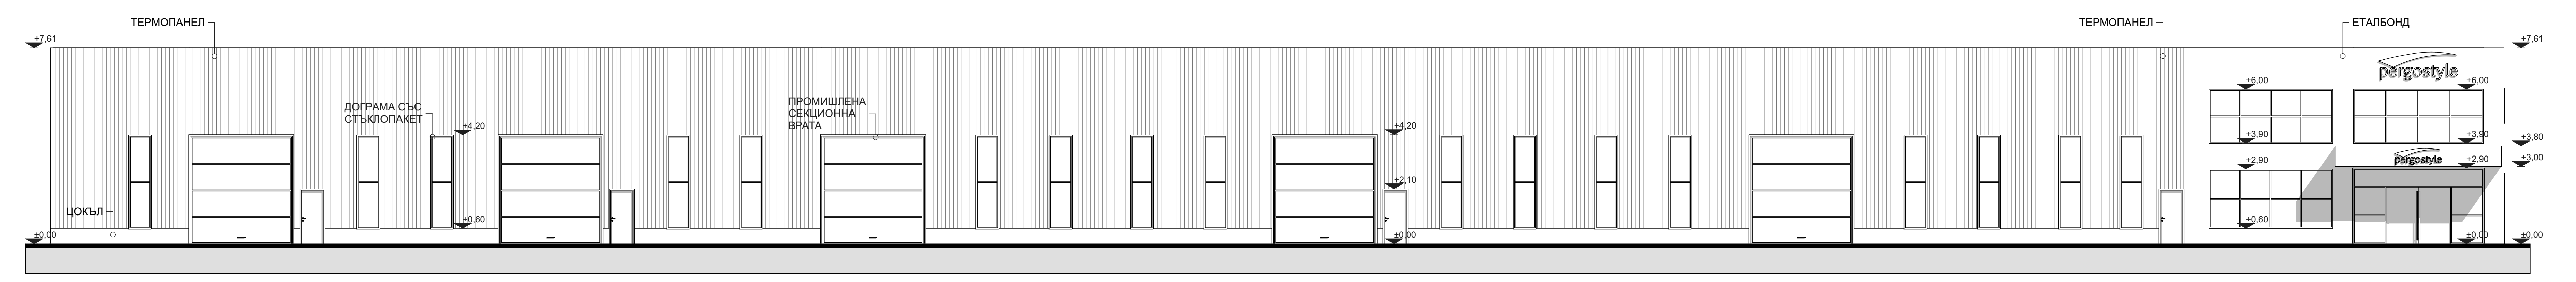 ТЕРМОПАНЕЛ
ТЕРМОПАНЕЛ
ЕТАЛБОНД
+7,61
+7,61
pergostyle
+6,00
+6,00
ДОГРАМА СЪС
СТЪКЛОПАКЕТ
ПРОМИШЛЕНА
СЕКЦИОННА
ВРАТА
+4,20
+4,20
+3,90
+3,90
+3,80
pergostyle
+2,90
+2,90
+3,00
+2,10
ЦОКЪЛ
+0,60
+0,60
±0,00
±0,00
±0,00
±0,00